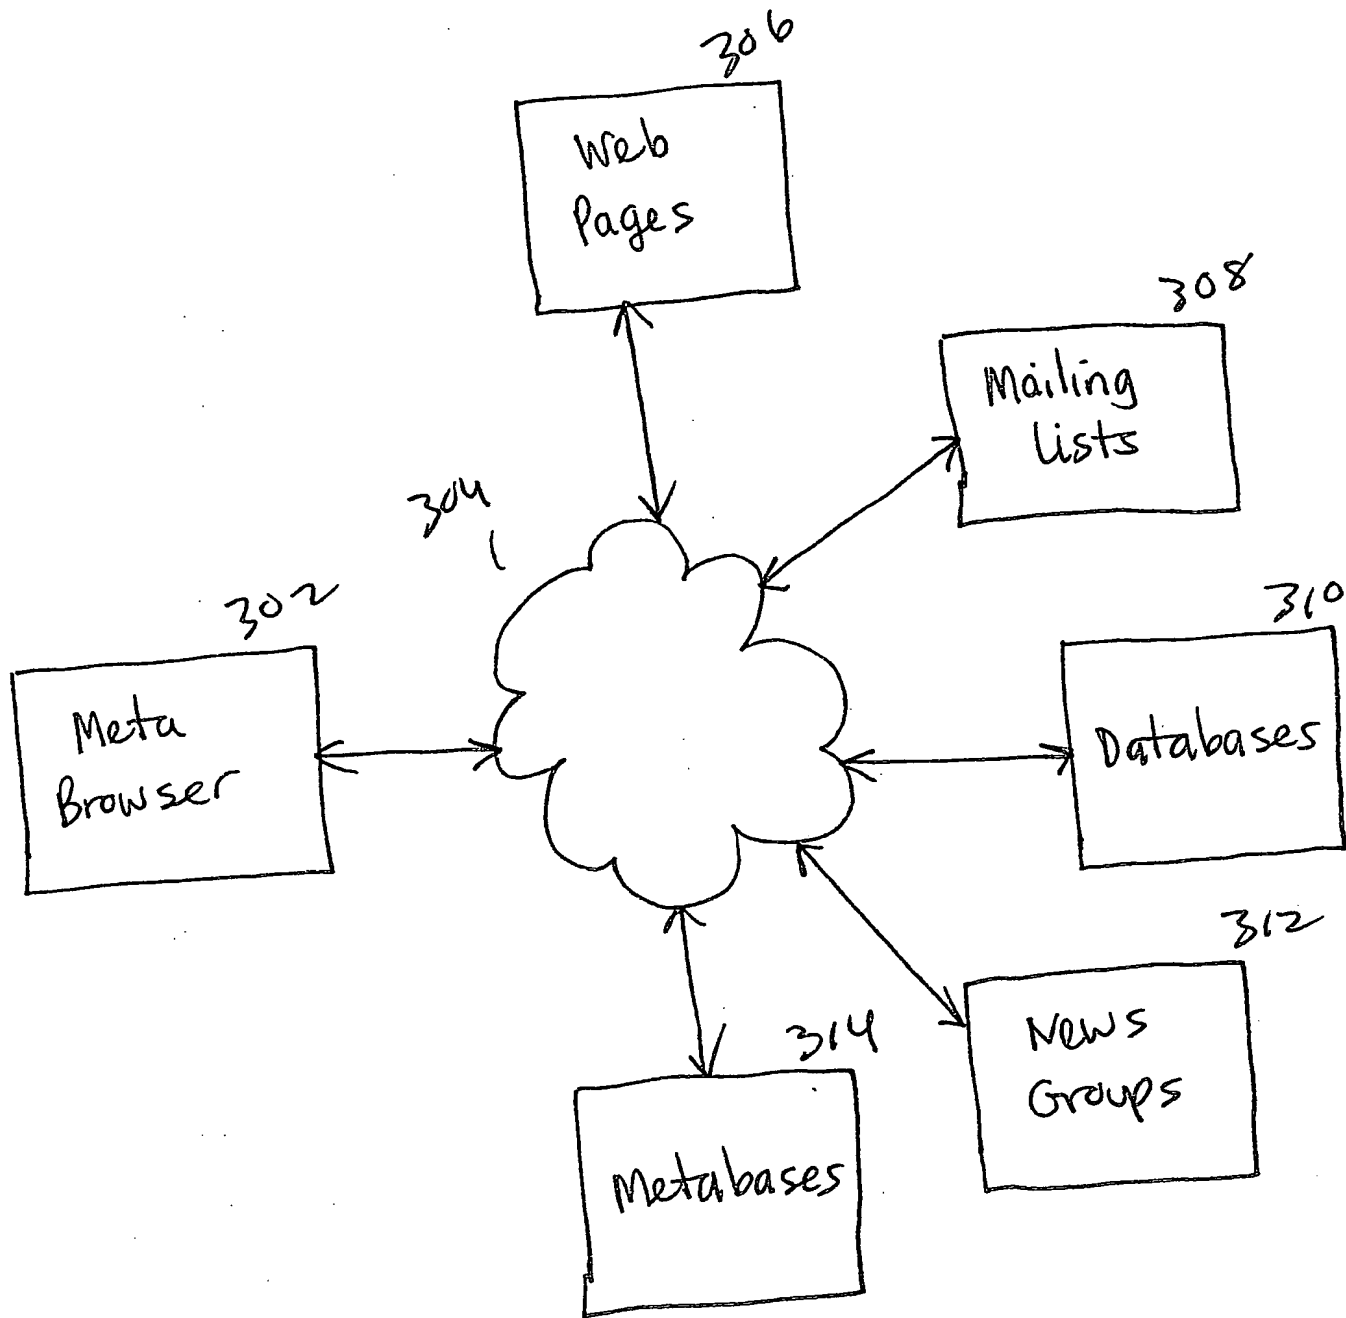 306
Web
Pages
308
Mailing
Lists
304
302
Meta
Browser
310
Databases
312
News
Groups
314
Metabases